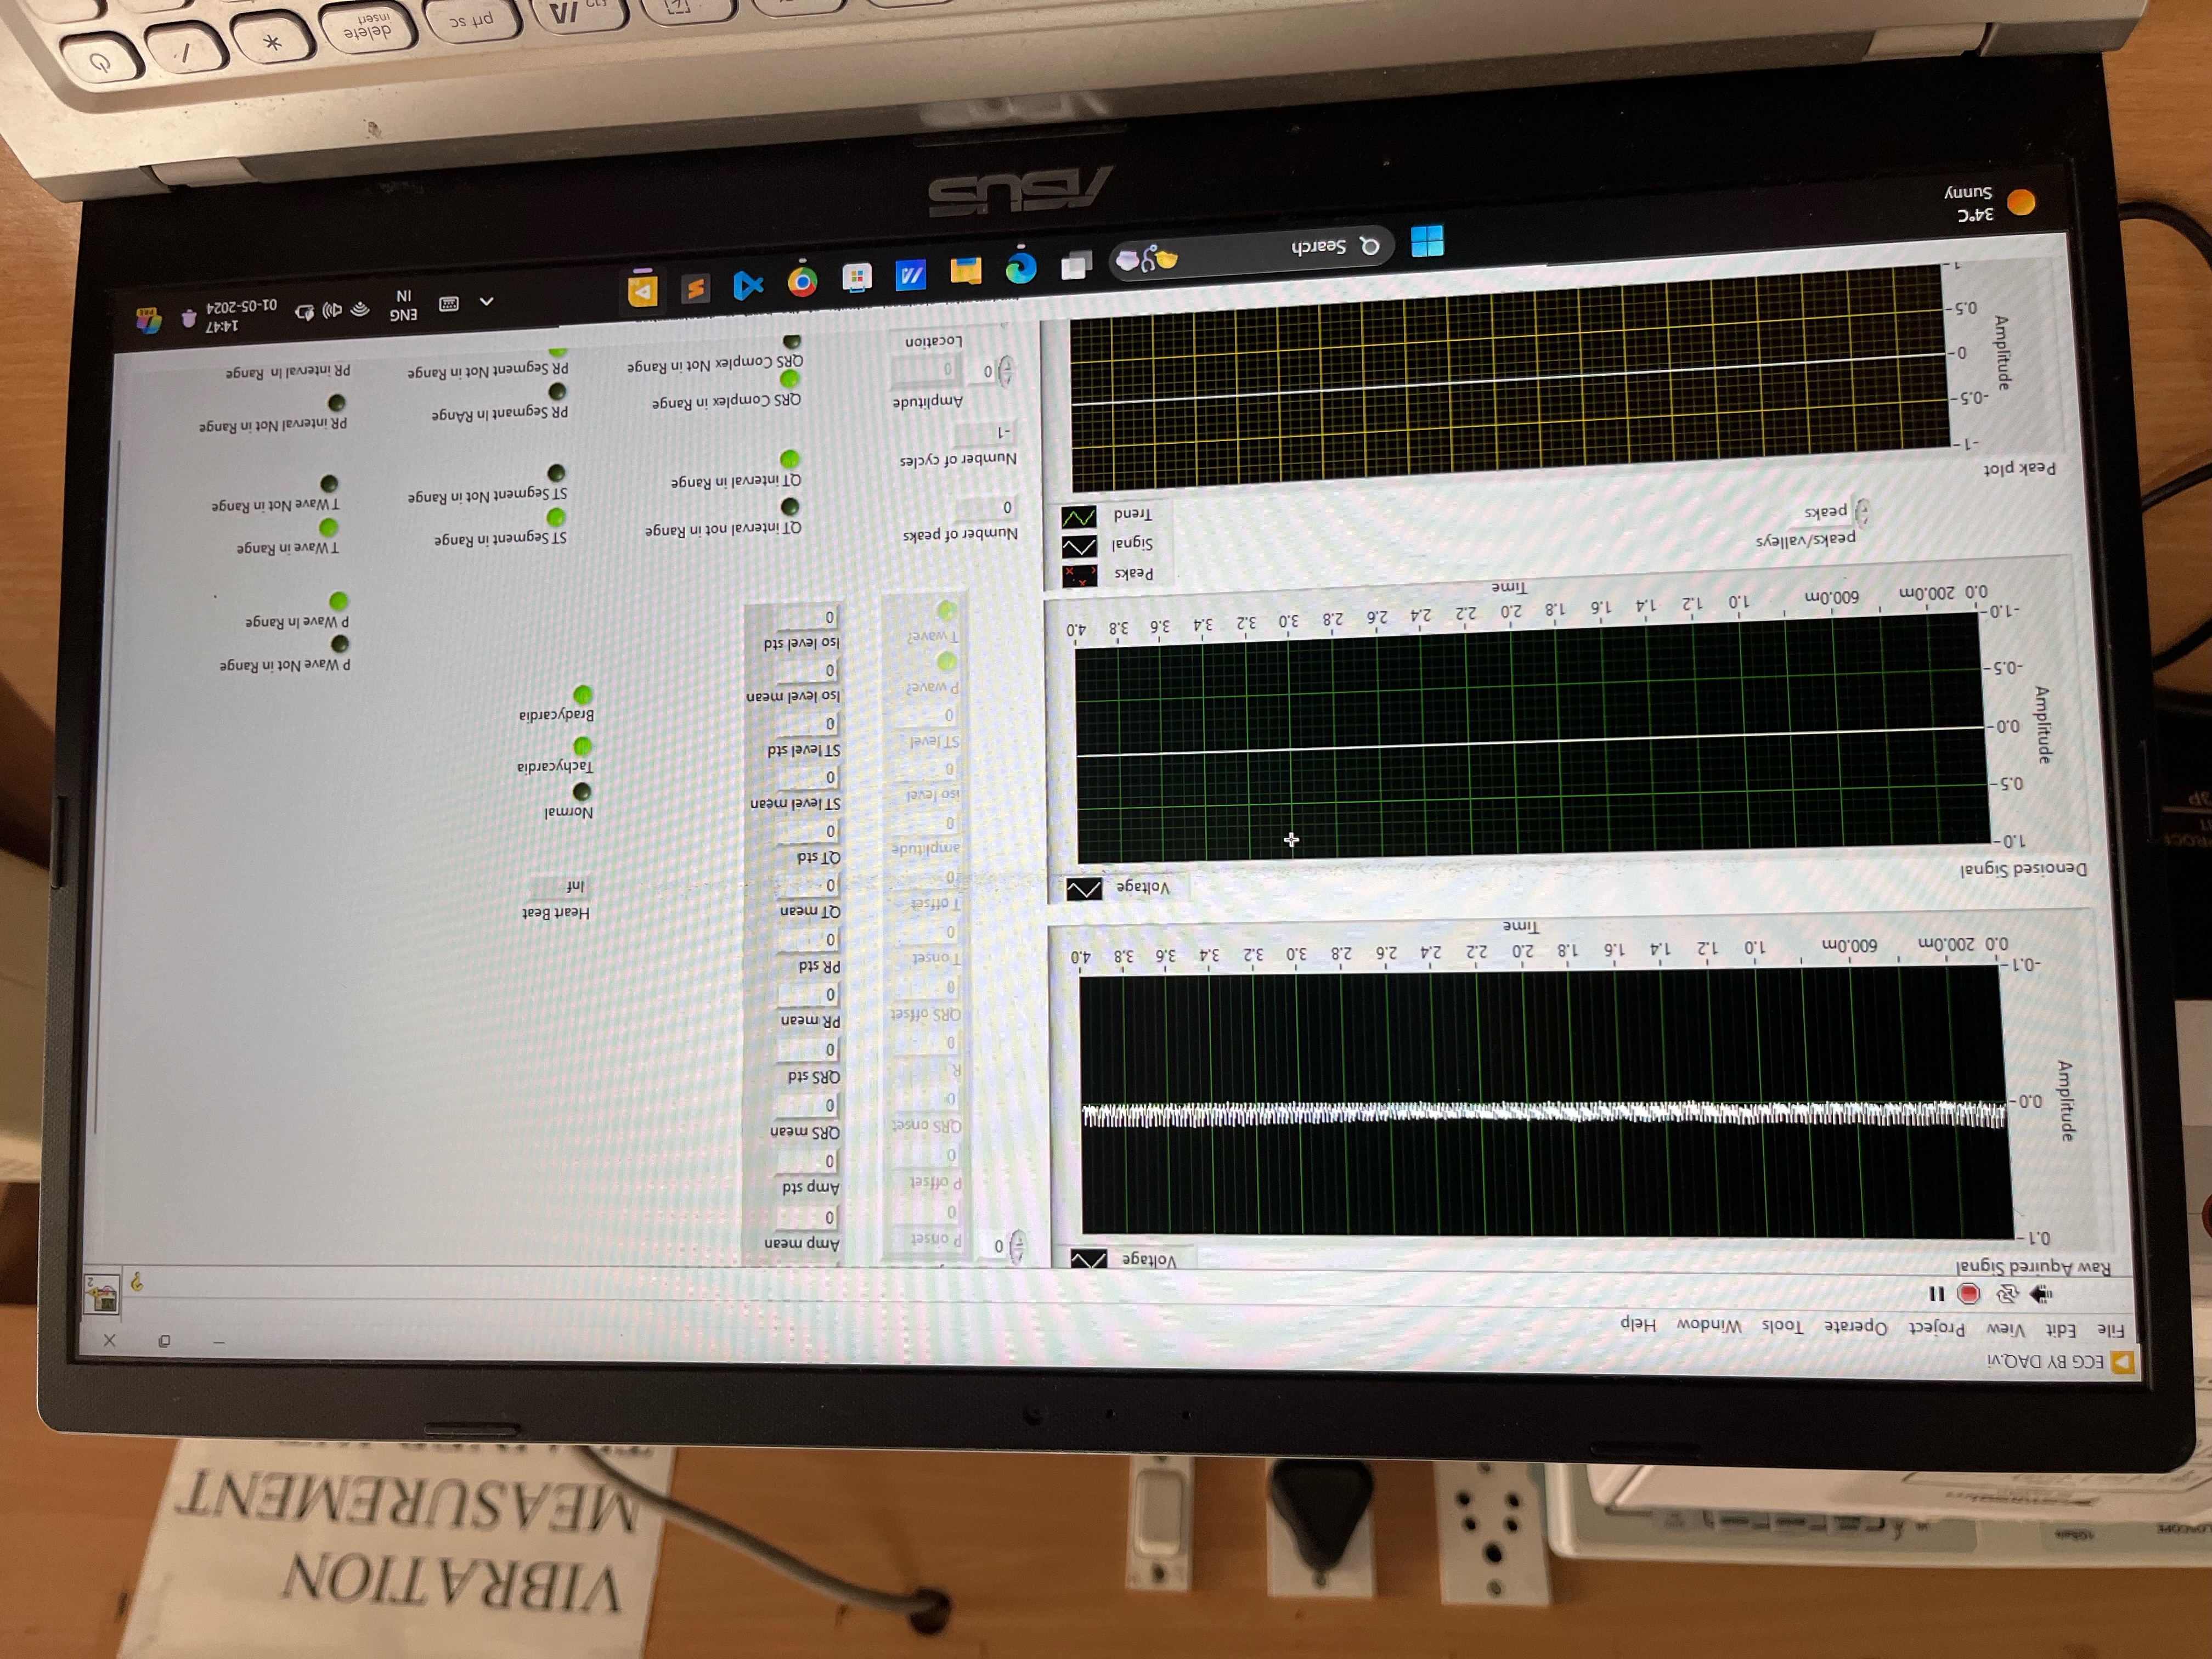 VIBRATION
MEASUREMENT
ECG BY DAQ.vi
File Edit View Project Operate Tools Window Help
Raw Aquired Signal
Voltage
0.1
0.0
-0.1
Amplitude
0.0 200.0m 600.0m 1.0 1.2 1.4 1.6 1.8 2.0 2.2 2.4 2.6 2.8 3.0 3.2 3.4 3.6 3.8 4.0
Time
Denoised Signal
Voltage
1.0
0.5
0.0
-0.5
-1.0
Amplitude
0.0 200.0m 600.0m 1.0 1.2 1.4 1.6 1.8 2.0 2.2 2.4 2.6 2.8 3.0 3.2 3.4 3.6 3.8 4.0
Time
peaks/valleys
peaks
Peaks
Signal
Trend
Peak plot
-1
-0.5
0
0.5
1
Amplitude
0
P onset
0
P offset
0
QRS onset
0
R
0
QRS offset
0
T onset
0
T offset
0
amplitude
0
iso level
0
ST level
0
P wave?
T wave?
Amp mean
0
Amp std
0
QRS mean
0
QRS std
0
PR mean
0
PR std
0
QT mean
0
QT std
0
ST level mean
0
ST level std
0
Iso level mean
0
Iso level std
0
Heart Beat
Inf
Normal
Tachycardia
Bradycardia
P Wave Not in Range
P Wave In Range
Number of peaks
0
Number of cycles
-1
Amplitude
0 0
Location
QT interval not in Range
QT interval in Range
QRS Complex in Range
QRS Complex Not in Range
ST Segment in Range
ST Segment Not in Range
PR Segmant In RAnge
PR Segment Not in Range
T Wave in Range
T Wave Not in Range
PR interval Not in Range
PR interval In Range
34°C
Sunny
Search
ENG
IN
14:47
01-05-2024
ASUS
prt sc
delete
insert
*
/